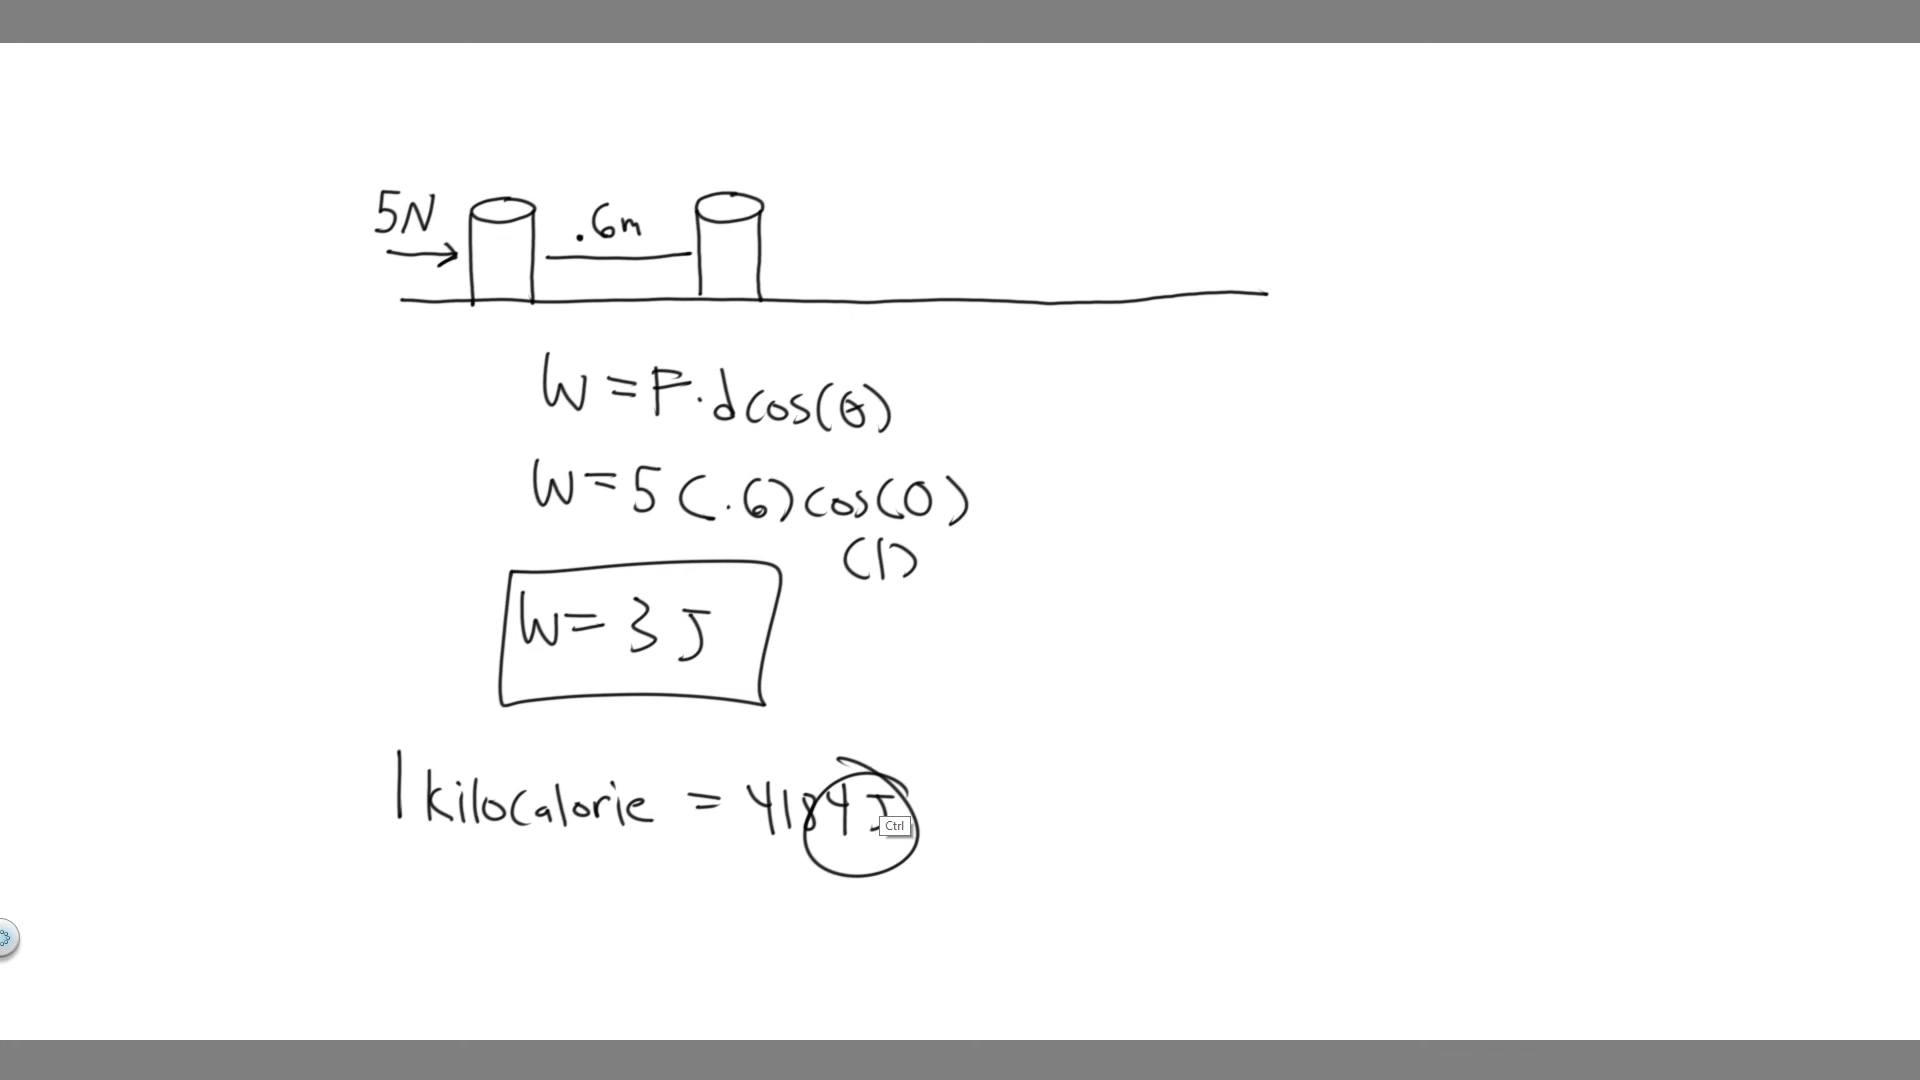 5N
.6m
W = F · d cos(θ)
W = 5 (.6) cos(0)
(1)
W = 3 J
1 kilocalorie = 4184 J
Ctrl